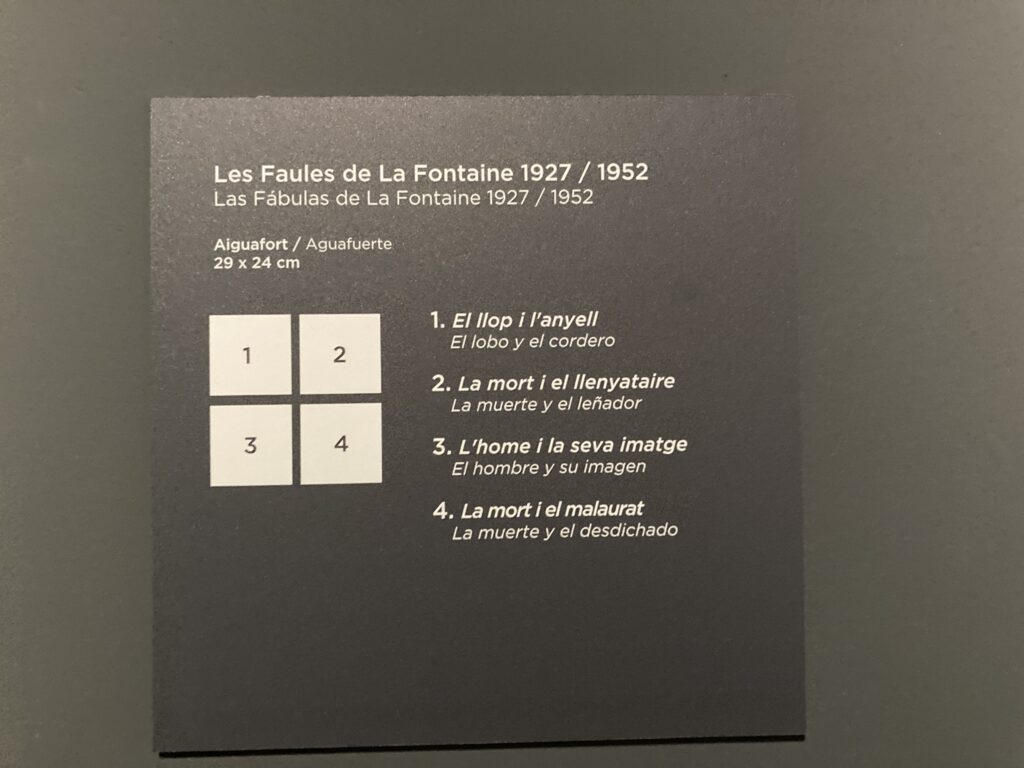 Les Faules de La Fontaine 1927 / 1952
Las Fábulas de La Fontaine 1927 / 1952
Aiguafort / Aguafuerte
29 x 24 cm
1 2
3 4
1. El llop i l'anyell
El lobo y el cordero
2. La mort i el llenyataire
La muerte y el leñador
3. L'home i la seva imatge
El hombre y su imagen
4. La mort i el malaurat
La muerte y el desdichado